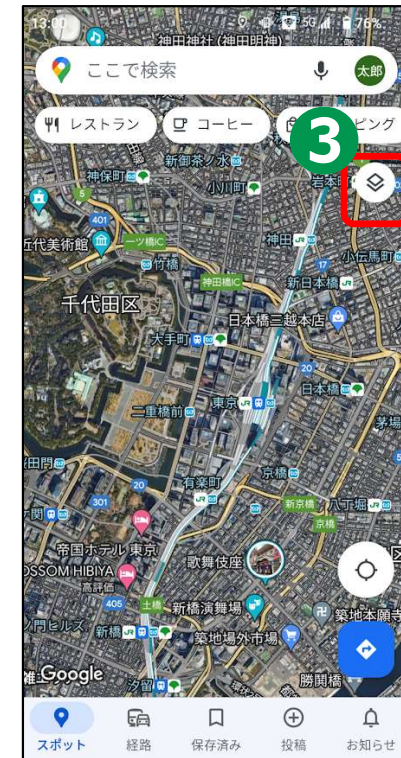 13:00
5G
76%
神田神社(神田明神)
ここで検索
太郎
レストラン
コーヒー
ピング
3
新御茶ノ水
神保町
小川町
岩本町
401
近代美術館
一ツ橋IC
神田
17
小伝馬町
竹橋
神田橋IC
新日本橋
千代田区
日本橋三越本店
大手町
20
日本橋
二重橋前
東京
茅場
桜田門
京橋
20
有楽町
301
新京橋
八丁堀
京橋
帝国ホテル 東京
歌舞伎座
OSSOM HIBIYA
高評価
405
土橋
新橋演舞場
築地本願寺
門ヒルズ
新橋
築地場外市場
Google
汐留
勝鬨橋
スポット
経路
保存済み
投稿
お知らせ